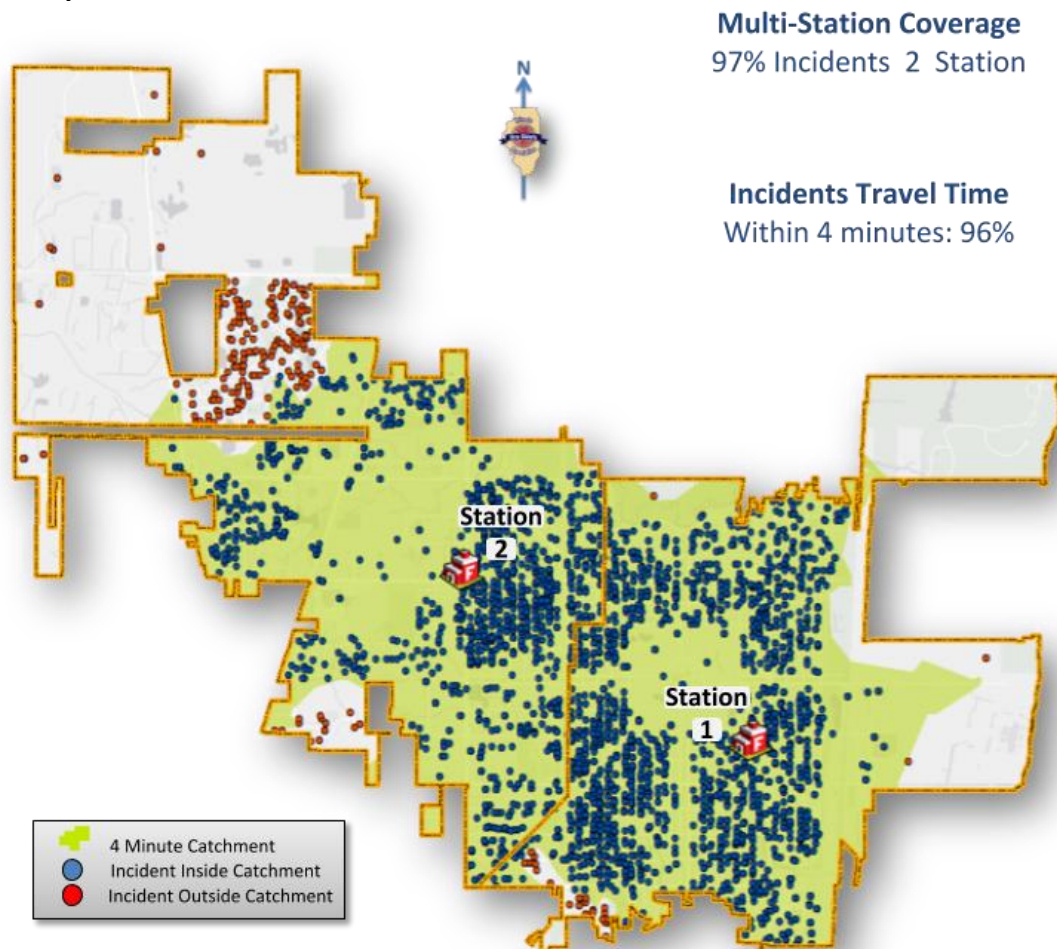 Multi-Station Coverage
97% Incidents 2 Station
N
Incidents Travel Time
Within 4 minutes: 96%
Station
2
Station
1
4 Minute Catchment
Incident Inside Catchment
Incident Outside Catchment